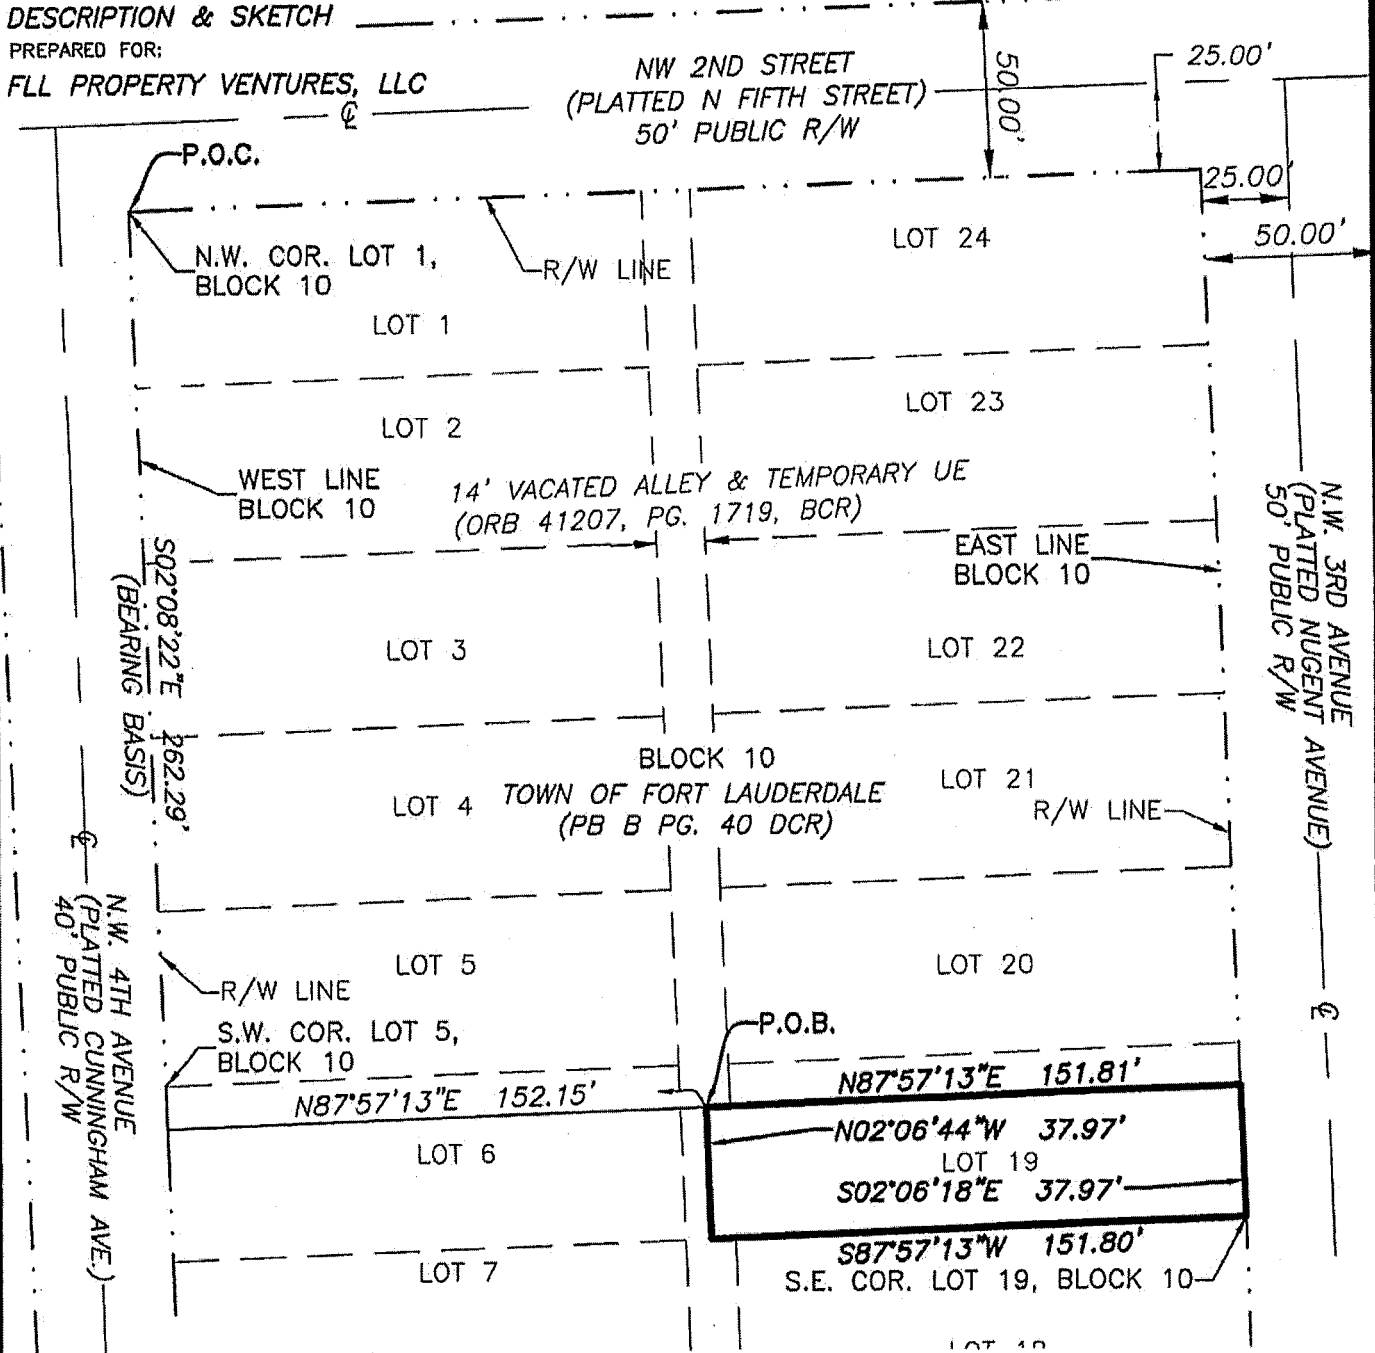 DESCRIPTION & SKETCH
PREPARED FOR:
FLL PROPERTY VENTURES, LLC
NW 2ND STREET
(PLATTED N FIFTH STREET)
50' PUBLIC R/W
50.00'
25.00'
25.00'
50.00'
P.O.C.
N.W. COR. LOT 1,
BLOCK 10
R/W LINE
LOT 1
LOT 24
LOT 2
LOT 23
WEST LINE
BLOCK 10
14' VACATED ALLEY & TEMPORARY UE
(ORB 41207, PG. 1719, BCR)
EAST LINE
BLOCK 10
S02°08'22"E 262.29'
(BEARING BASIS)
N.W. 3RD AVENUE
(PLATTED NUGENT AVENUE)
50' PUBLIC R/W
LOT 3
LOT 22
BLOCK 10
TOWN OF FORT LAUDERDALE
(PB B PG. 40 DCR)
LOT 4
LOT 21
R/W LINE
N.W. 4TH AVENUE
(PLATTED CUNNINGHAM AVE.)
40' PUBLIC R/W
LOT 5
LOT 20
R/W LINE
S.W. COR. LOT 5,
BLOCK 10
P.O.B.
N87°57'13"E 152.15'
N87°57'13"E 151.81'
N02°06'44"W 37.97'
LOT 6
LOT 19
S02°06'18"E 37.97'
S87°57'13"W 151.80'
LOT 7
S.E. COR. LOT 19, BLOCK 10
LOT